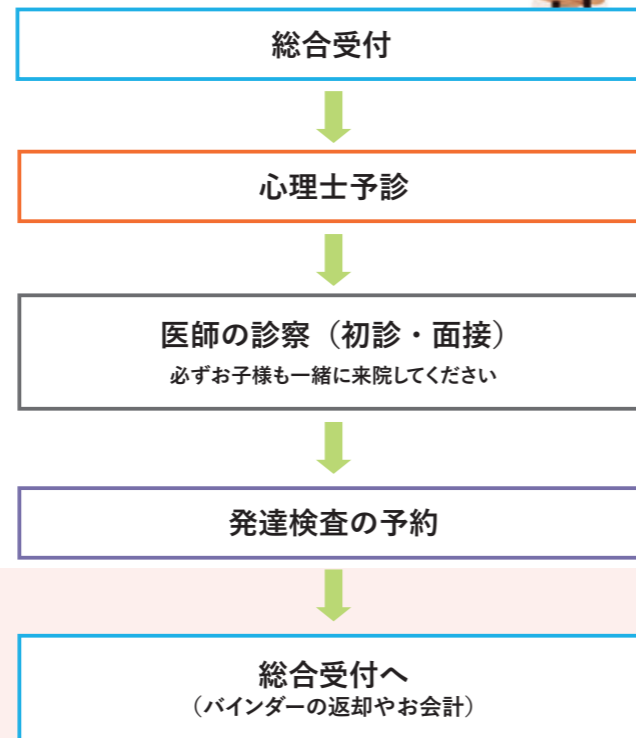 総合受付
心理士予診
医師の診察（初診・面接）
必ずお子様も一緒に来院してください
発達検査の予約
総合受付へ
（バインダーの返却やお会計）